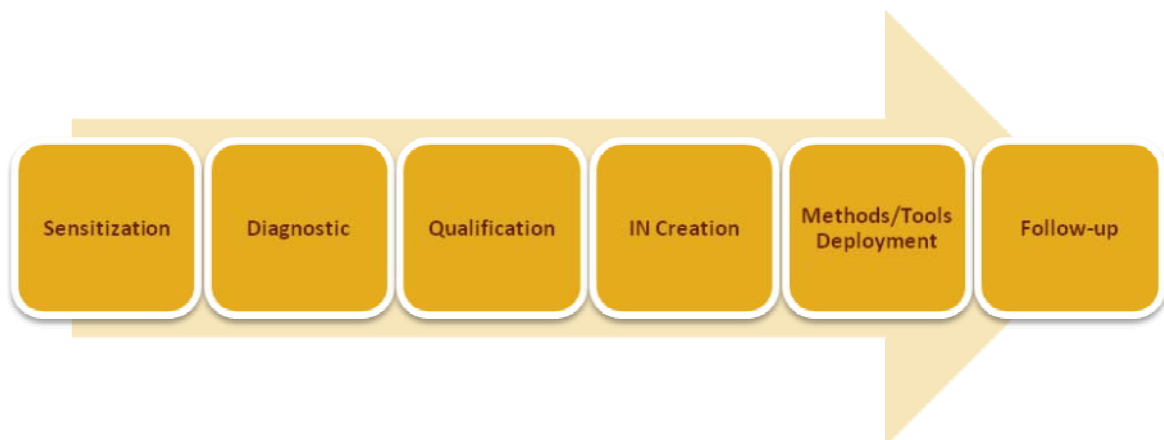 Sensitization
Diagnostic
Qualification
IN Creation
Methods/Tools
Deployment
Follow-up